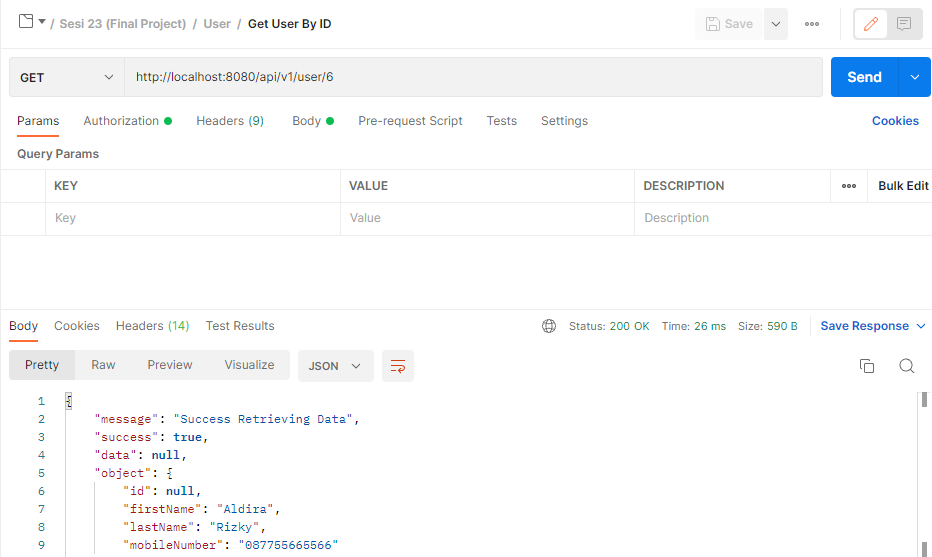 / Sesi 23 (Final Project) / User / Get User By ID Save
GET http://localhost:8080/api/v1/user/6 Send
Params Authorization Headers (9) Body Pre-request Script Tests Settings Cookies
Query Params
KEY VALUE DESCRIPTION Bulk Edit
Key Value Description
Body Cookies Headers (14) Test Results Status: 200 OK Time: 26 ms Size: 590 B Save Response
Pretty Raw Preview Visualize JSON
1 {
2 "message": "Success Retrieving Data",
3 "success": true,
4 "data": null,
5 "object": {
6 "id": null,
7 "firstName": "Aldira",
8 "lastName": "Rizky",
9 "mobileNumber": "087755665566"